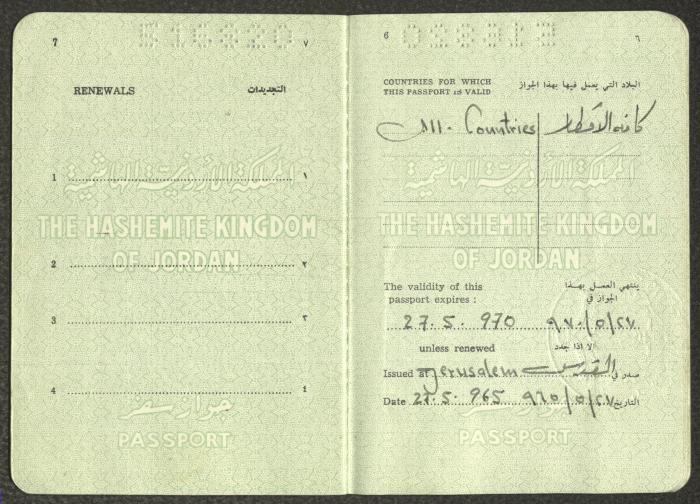 7 ٧
RENEWALS التجديدات
المملكة الأردنية الهاشمية
1 ١
THE HASHEMITE KINGDOM
OF JORDAN
2 ٢
3 ٣
4 ٤
جواز سفر
PASSPORT
6 ٦
COUNTRIES FOR WHICH البلاد التي يعمل فيها بهذا الجواز
THIS PASSPORT IS VALID
All. Countries كافة الأقطار
المملكة الأردنية الهاشمية
THE HASHEMITE KINGDOM
OF JORDAN
The validity of this ينتهي العمل بهذا
passport expires : الجواز في
27. 5. 970 ٩٧٠/٥/٢٧
unless renewed الا اذا جدد
Issued at Jerusalem القدس صدر في
Date 27. 5. 965 ٩٦٥/٥/٢٧ التاريخ
جواز سفر
PASSPORT